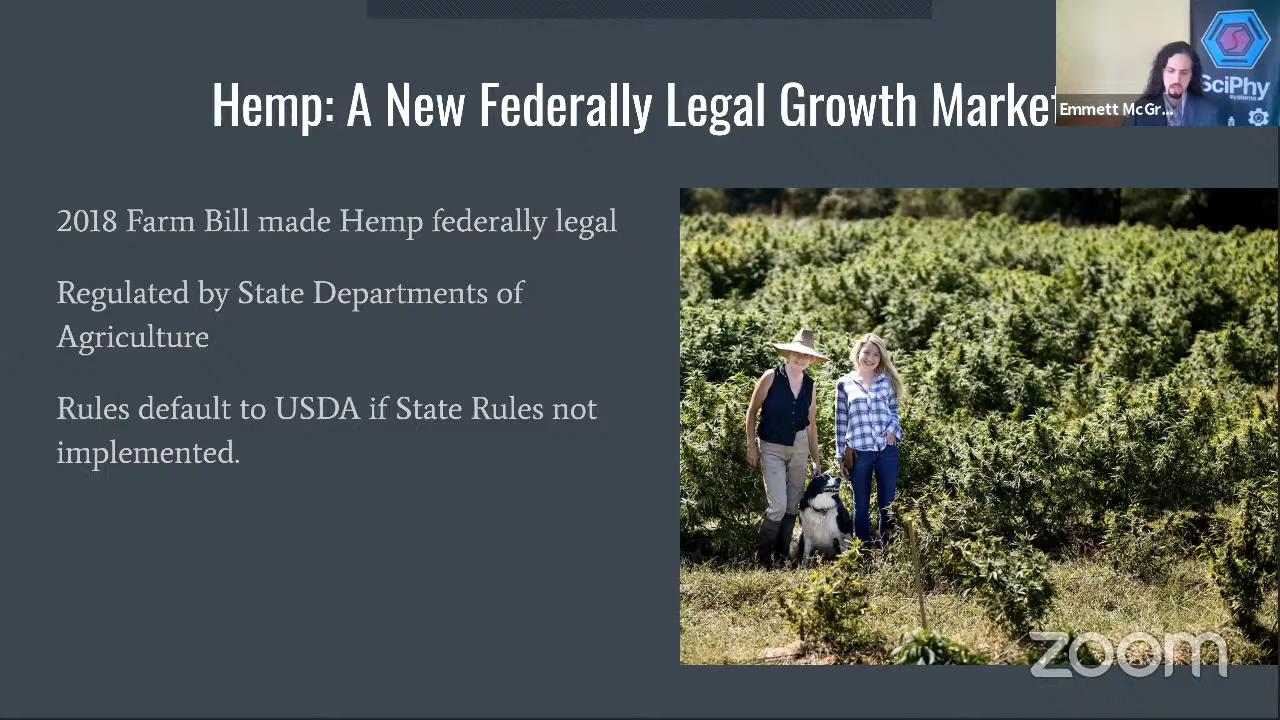 Hemp: A New Federally Legal Growth Market
SciPhy
systems
Emmett McGr...
2018 Farm Bill made Hemp federally legal
Regulated by State Departments of
Agriculture
Rules default to USDA if State Rules not
implemented.
zoom